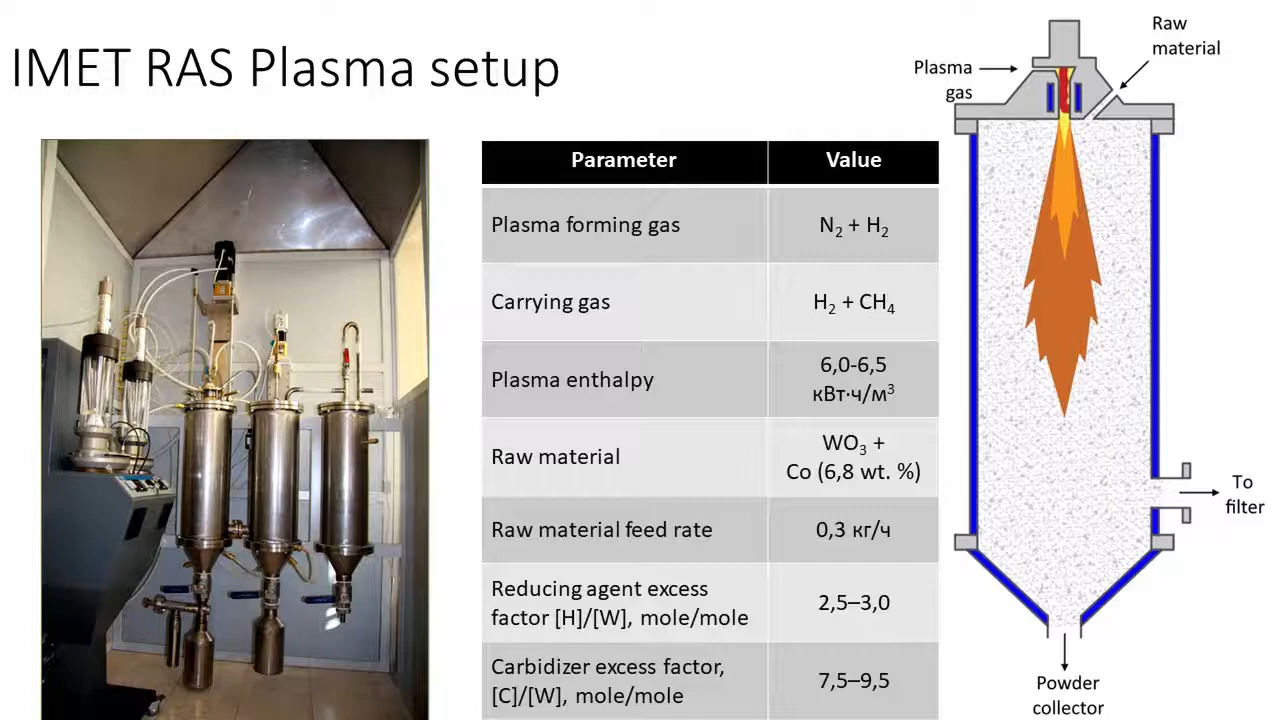 IMET RAS Plasma setup
Parameter
Value
Plasma forming gas
N₂ + H₂
Carrying gas
H₂ + CH₄
Plasma enthalpy
6,0-6,5
кВт·ч/м³
Raw material
WO₃ +
Co (6,8 wt. %)
Raw material feed rate
0,3 кг/ч
Reducing agent excess
factor [H]/[W], mole/mole
2,5–3,0
Carbidizer excess factor,
[C]/[W], mole/mole
7,5–9,5
Raw
material
Plasma
gas
To
filter
Powder
collector